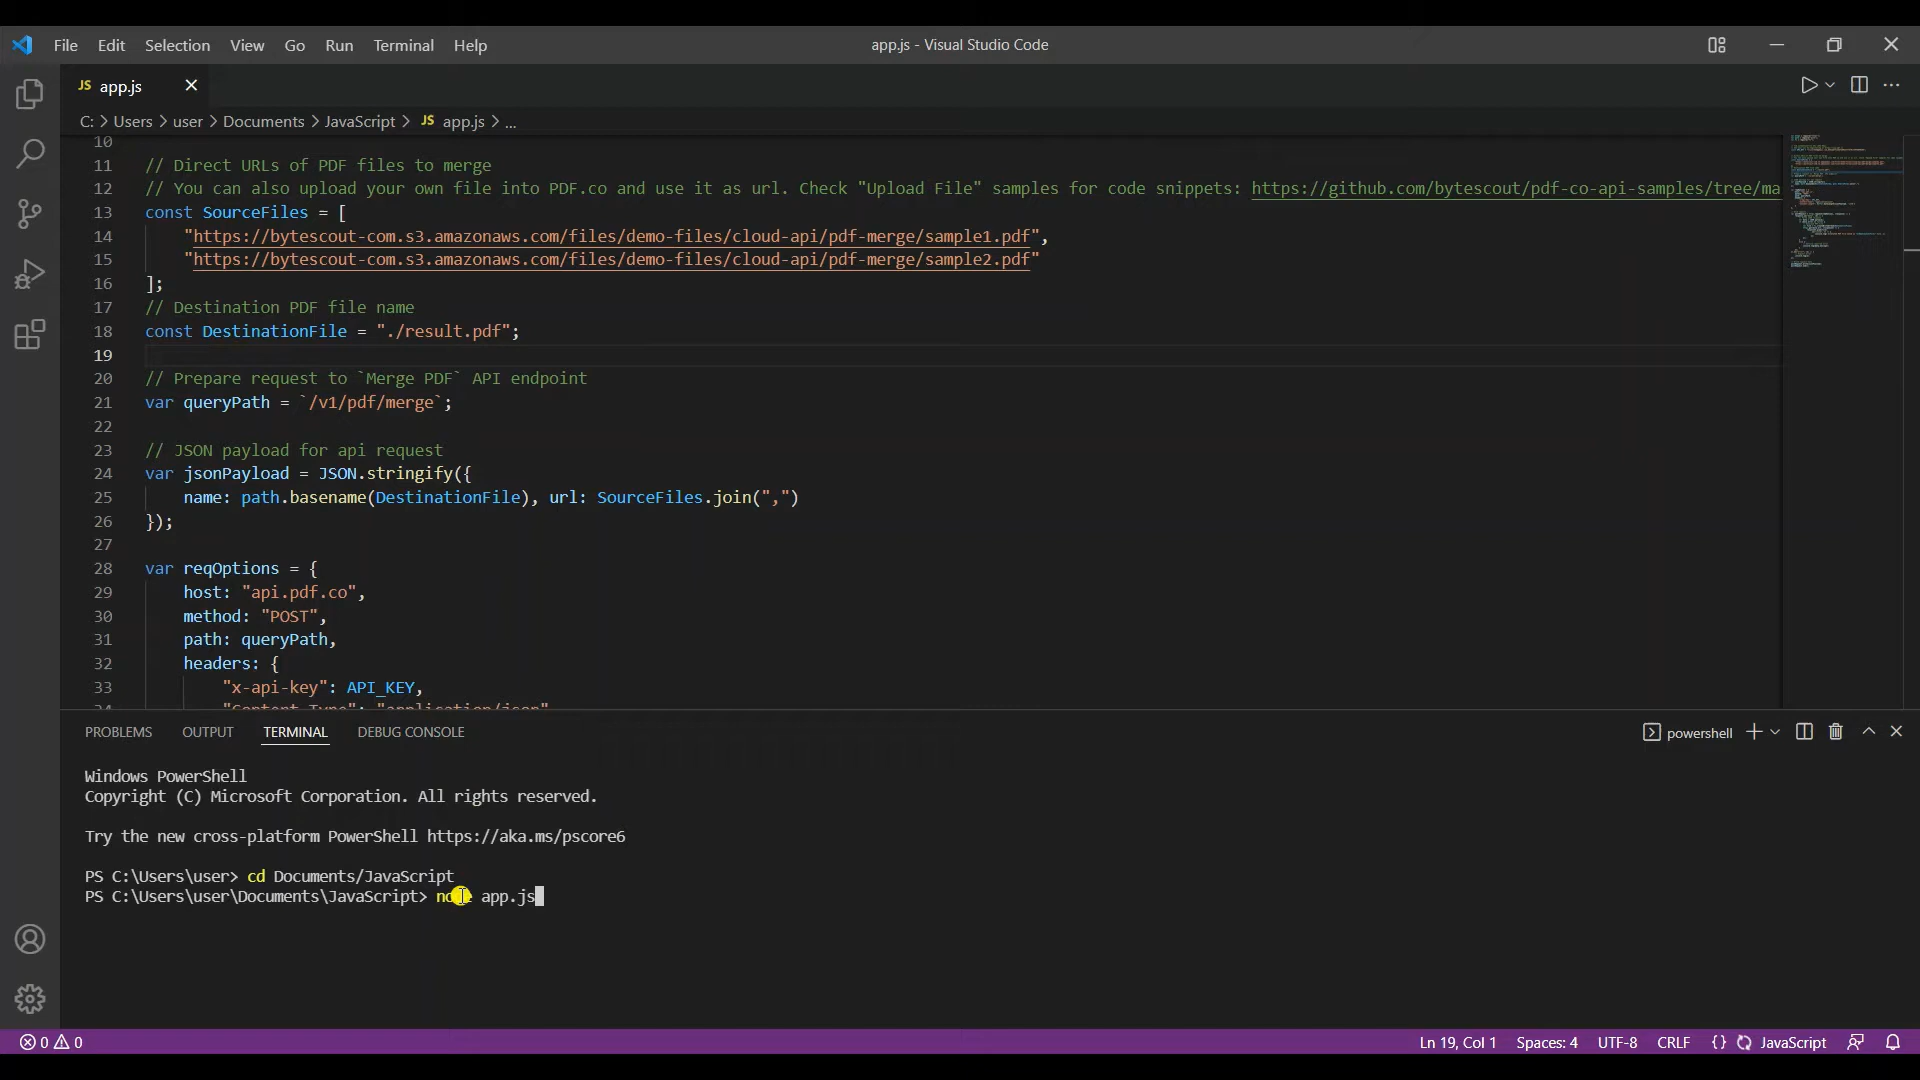 File Edit Selection View Go Run Terminal Help
app.js - Visual Studio Code
JS app.js
C: > Users > user > Documents > JavaScript > JS app.js > ...
10
11 // Direct URLs of PDF files to merge
12 // You can also upload your own file into PDF.co and use it as url. Check "Upload File" samples for code snippets: https://github.com/bytescout/pdf-co-api-samples/tree/ma
13 const SourceFiles = [
14 "https://bytescout-com.s3.amazonaws.com/files/demo-files/cloud-api/pdf-merge/sample1.pdf",
15 "https://bytescout-com.s3.amazonaws.com/files/demo-files/cloud-api/pdf-merge/sample2.pdf"
16 ];
17 // Destination PDF file name
18 const DestinationFile = "./result.pdf";
19
20 // Prepare request to `Merge PDF` API endpoint
21 var queryPath = `/v1/pdf/merge`;
22
23 // JSON payload for api request
24 var jsonPayload = JSON.stringify({
25 name: path.basename(DestinationFile), url: SourceFiles.join(",")
26 });
27
28 var reqOptions = {
29 host: "api.pdf.co",
30 method: "POST",
31 path: queryPath,
32 headers: {
33 "x-api-key": API_KEY,
34 "Content-Type": "application/json"
PROBLEMS OUTPUT TERMINAL DEBUG CONSOLE
powershell
Windows PowerShell
Copyright (C) Microsoft Corporation. All rights reserved.
Try the new cross-platform PowerShell https://aka.ms/pscore6
PS C:\Users\user> cd Documents/JavaScript
PS C:\Users\user\Documents\JavaScript> node app.js
0 0
Ln 19, Col 1 Spaces: 4 UTF-8 CRLF {} JavaScript